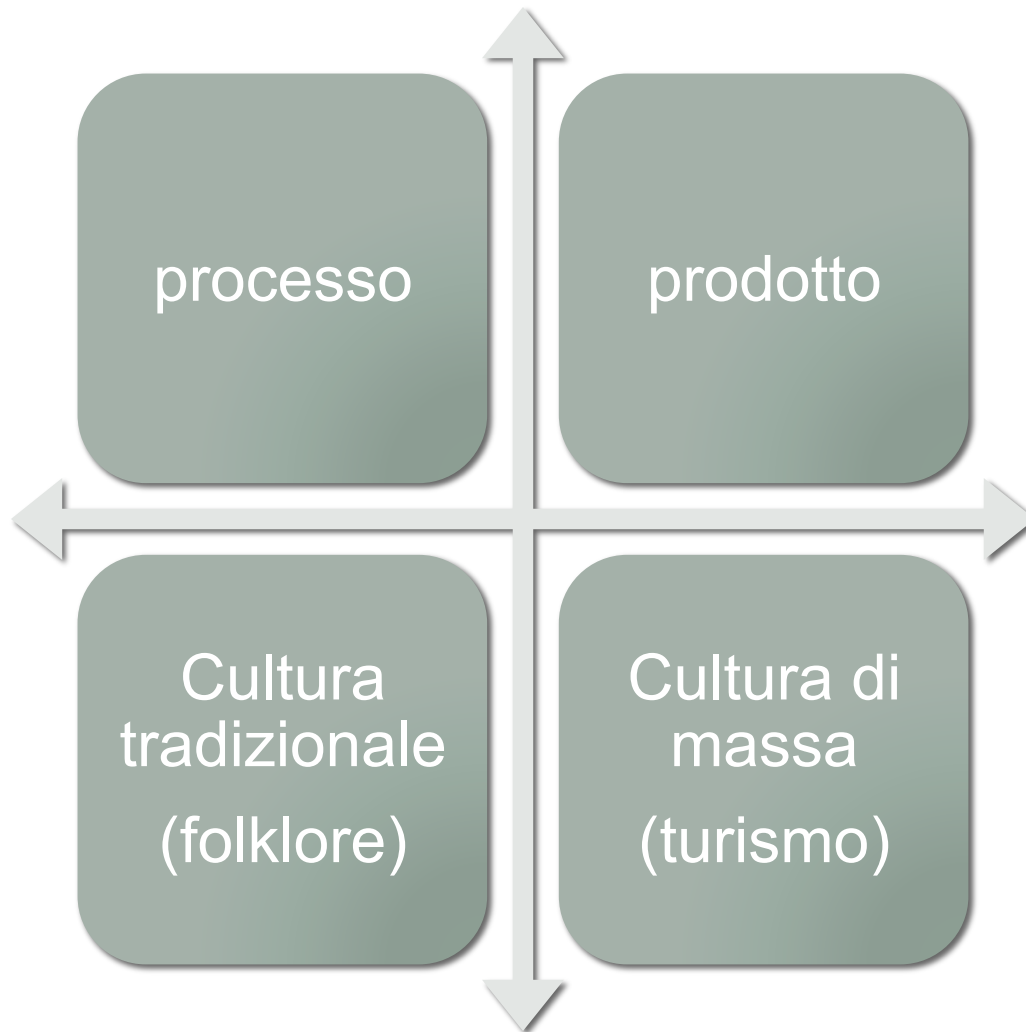 processo
prodotto
Cultura
tradizionale
(folklore)
Cultura di
massa
(turismo)